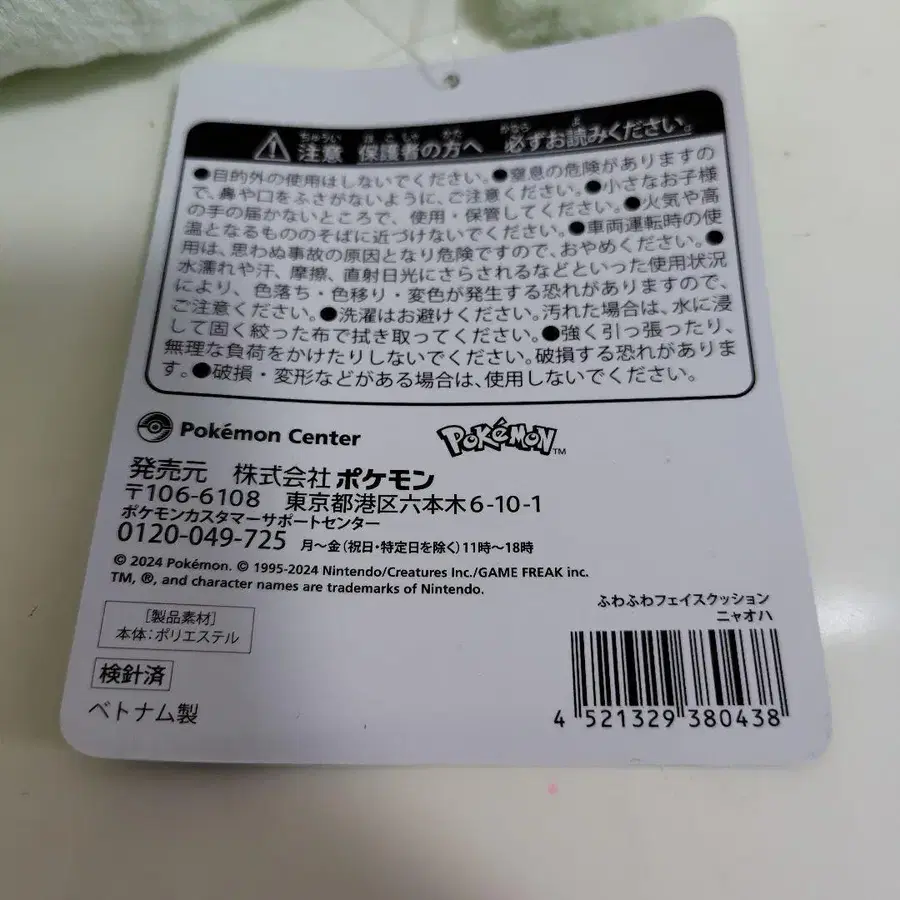 注意 保護者の方へ 必ずお読みください。
●目的外の使用はしないでください。●窒息の危険がありますの
で、鼻や口をふさがないように、ご注意ください。●小さなお子様
の手の届かないところで、使用・保管してください。●火気や高
温となるもののそばに近づけないでください。●車両運転時の使
用は、思わぬ事故の原因となり危険ですので、おやめください。●
水濡れや汗、摩擦、直射日光にさらされるなどといった使用状況
により、色落ち・色移り・変色が発生する恐れがありますので、
ご注意ください。●洗濯はお避けください。汚れた場合は、水に浸
して固く絞った布で拭き取ってください。●強く引っ張ったり、
無理な負荷をかけたりしないでください。破損する恐れがありま
す。●破損・変形などがある場合は、使用しないでください。
Pokémon Center
POKéMON™
発売元 株式会社ポケモン
〒106-6108 東京都港区六本木6-10-1
ポケモンカスタマーサポートセンター
0120-049-725 月～金(祝日・特定日を除く)11時～18時
© 2024 Pokémon. © 1995-2024 Nintendo/Creatures Inc./GAME FREAK inc.
TM, ®, and character names are trademarks of Nintendo.
[製品素材]
本体:ポリエステル
検針済
ベトナム製
ふわふわフェイスクッション
ニャオハ
4 521329 380438